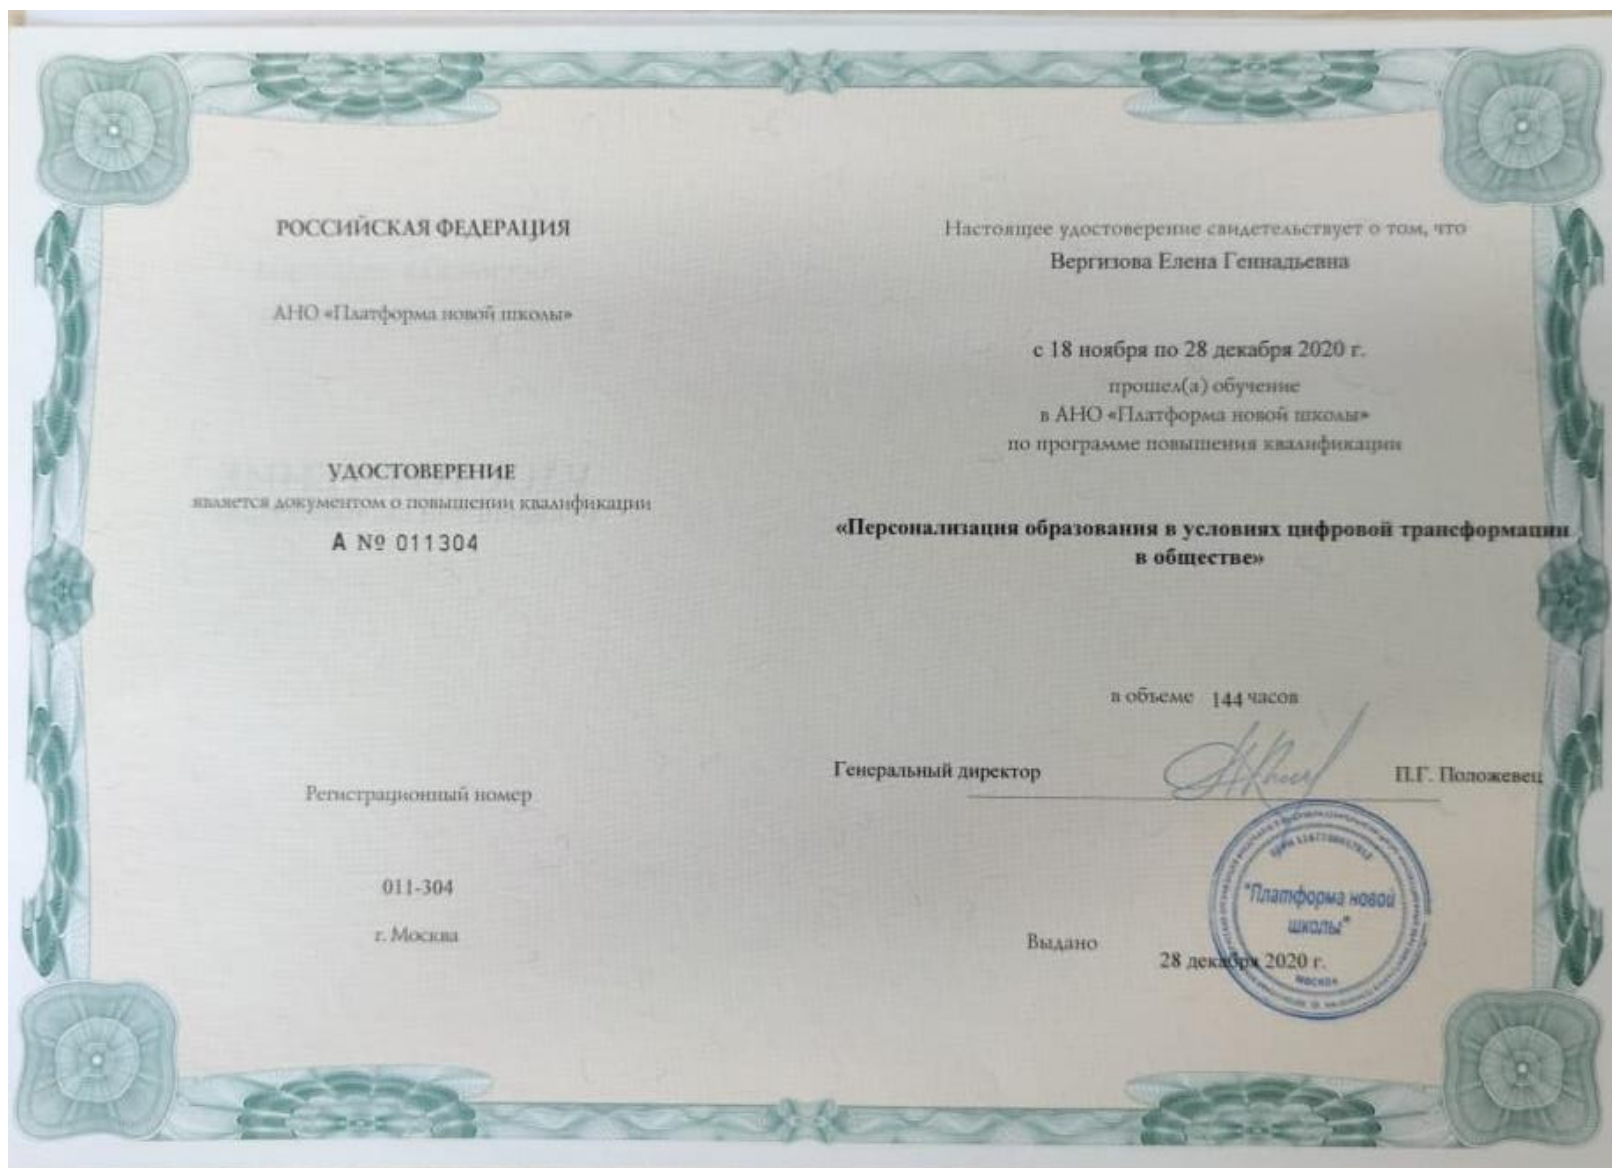 РОССИЙСКАЯ ФЕДЕРАЦИЯ
АНО «Платформа новой школы»
УДОСТОВЕРЕНИЕ
является документом о повышении квалификации
А № 011304
Регистрационный номер
011-304
г. Москва
Настоящее удостоверение свидетельствует о том, что
Вергизова Елена Геннадьевна
с 18 ноября по 28 декабря 2020 г.
прошел(а) обучение
в АНО «Платформа новой школы»
по программе повышения квалификации
«Персонализация образования в условиях цифровой трансформации
в обществе»
в объеме 144 часов
Генеральный директор П.Г. Положевец
"Платформа новой
школы"
Москва
Выдано 28 декабря 2020 г.